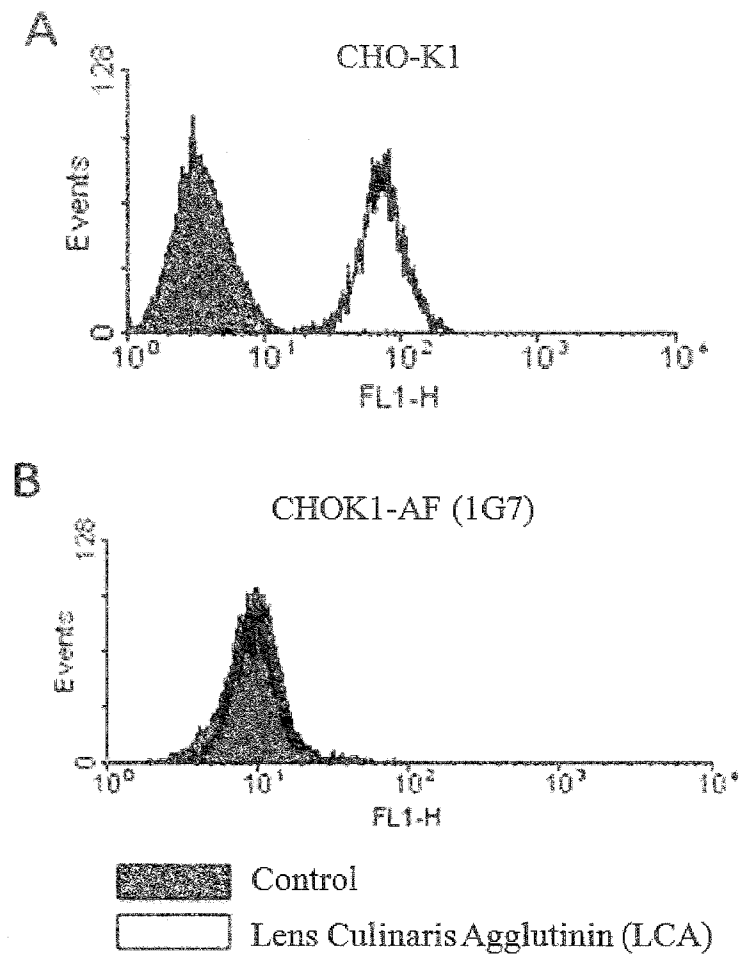 A
CHO-K1
128
Events
0
10⁰ 10¹ 10² 10³ 10⁴
FL1-H
B
CHOK1-AF (1G7)
128
Events
0
10⁰ 10¹ 10² 10³ 10⁴
FL1-H
Control
Lens Culinaris Agglutinin (LCA)